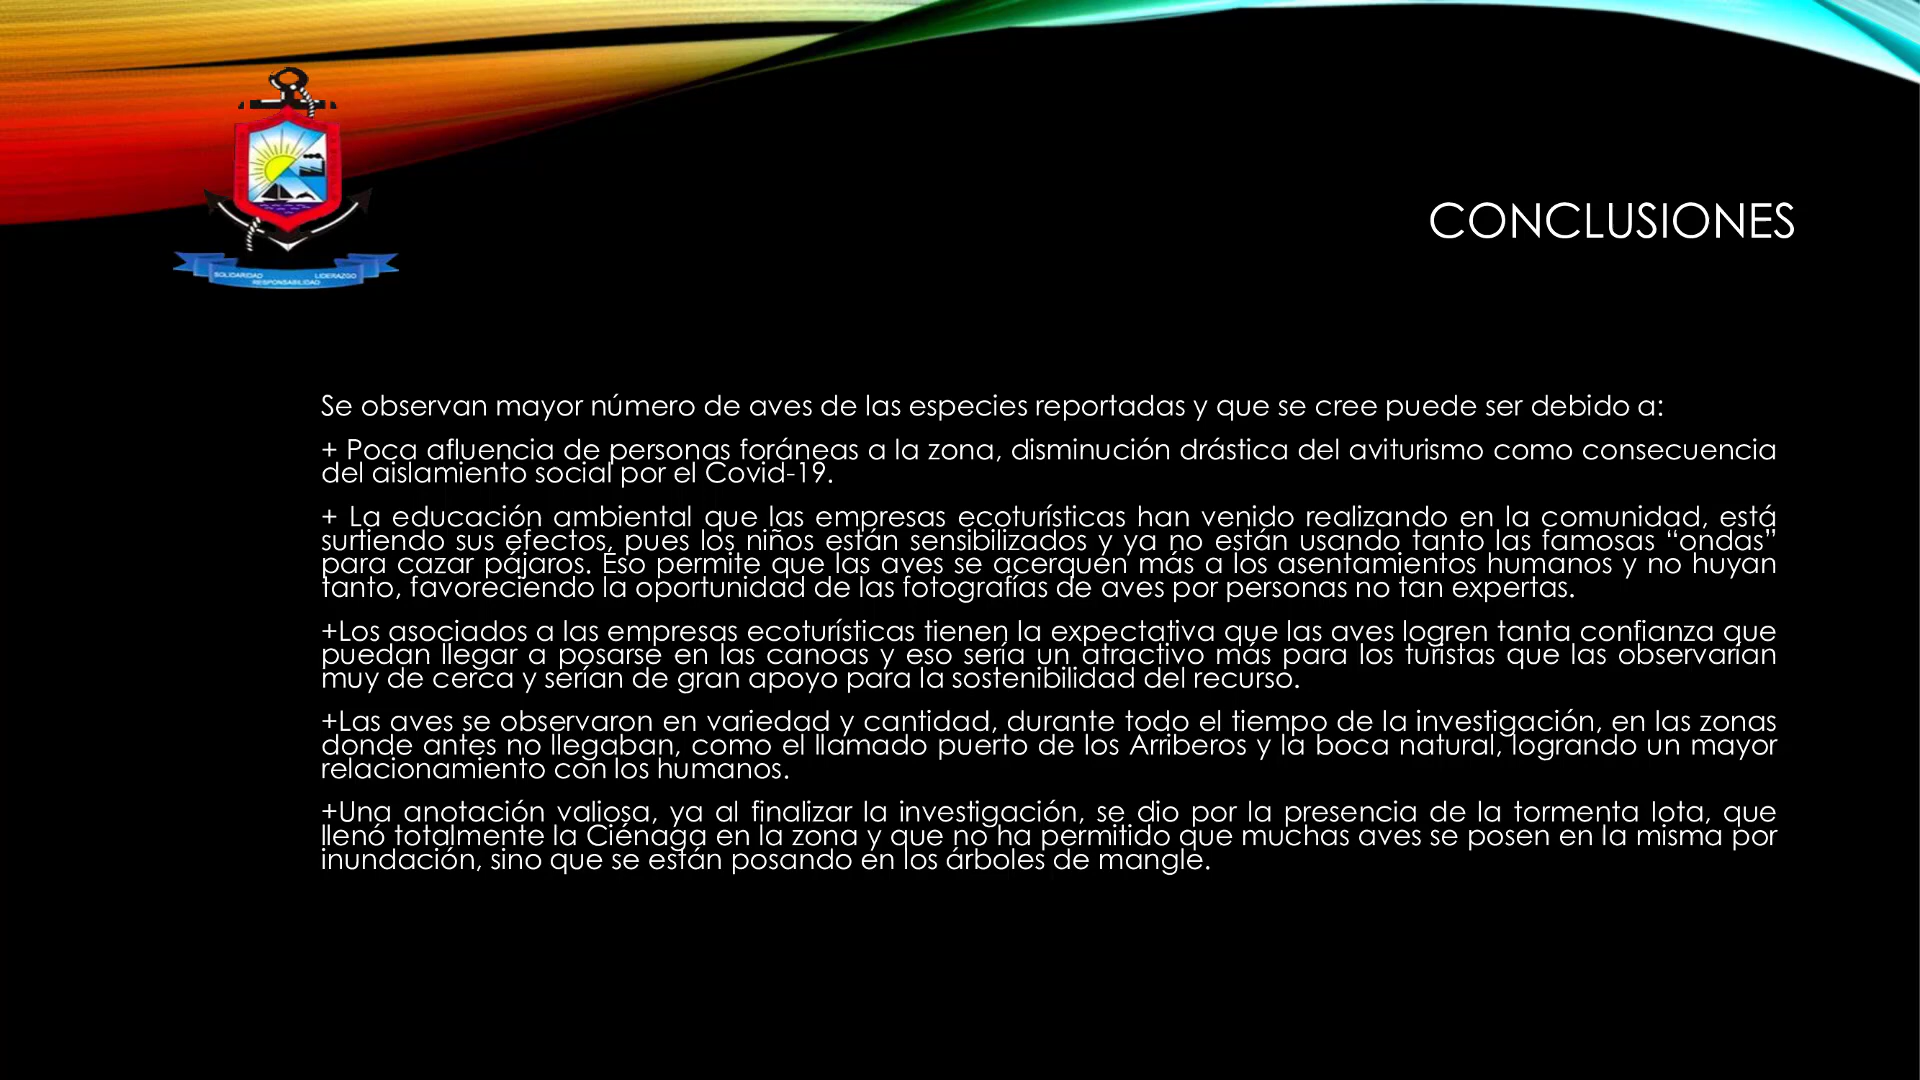 SOLIDARIDAD LIDERAZGO
RESPONSABILIDAD
CONCLUSIONES
Se observan mayor número de aves de las especies reportadas y que se cree puede ser debido a:
+ Poca afluencia de personas foráneas a la zona, disminución drástica del aviturismo como consecuencia
del aislamiento social por el Covid-19.
+ La educación ambiental que las empresas ecoturísticas han venido realizando en la comunidad, está
surtiendo sus efectos, pues los niños están sensibilizados y ya no están usando tanto las famosas “ondas”
para cazar pájaros. Eso permite que las aves se acerquen más a los asentamientos humanos y no huyan
tanto, favoreciendo la oportunidad de las fotografías de aves por personas no tan expertas.
+Los asociados a las empresas ecoturísticas tienen la expectativa que las aves logren tanta confianza que
puedan llegar a posarse en las canoas y eso sería un atractivo más para los turistas que las observarían
muy de cerca y serían de gran apoyo para la sostenibilidad del recurso.
+Las aves se observaron en variedad y cantidad, durante todo el tiempo de la investigación, en las zonas
donde antes no llegaban, como el llamado puerto de los Arriberos y la boca natural, logrando un mayor
relacionamiento con los humanos.
+Una anotación valiosa, ya al finalizar la investigación, se dio por la presencia de la tormenta Iota, que
llenó totalmente la Ciénaga en la zona y que no ha permitido que muchas aves se posen en la misma por
inundación, sino que se están posando en los árboles de mangle.